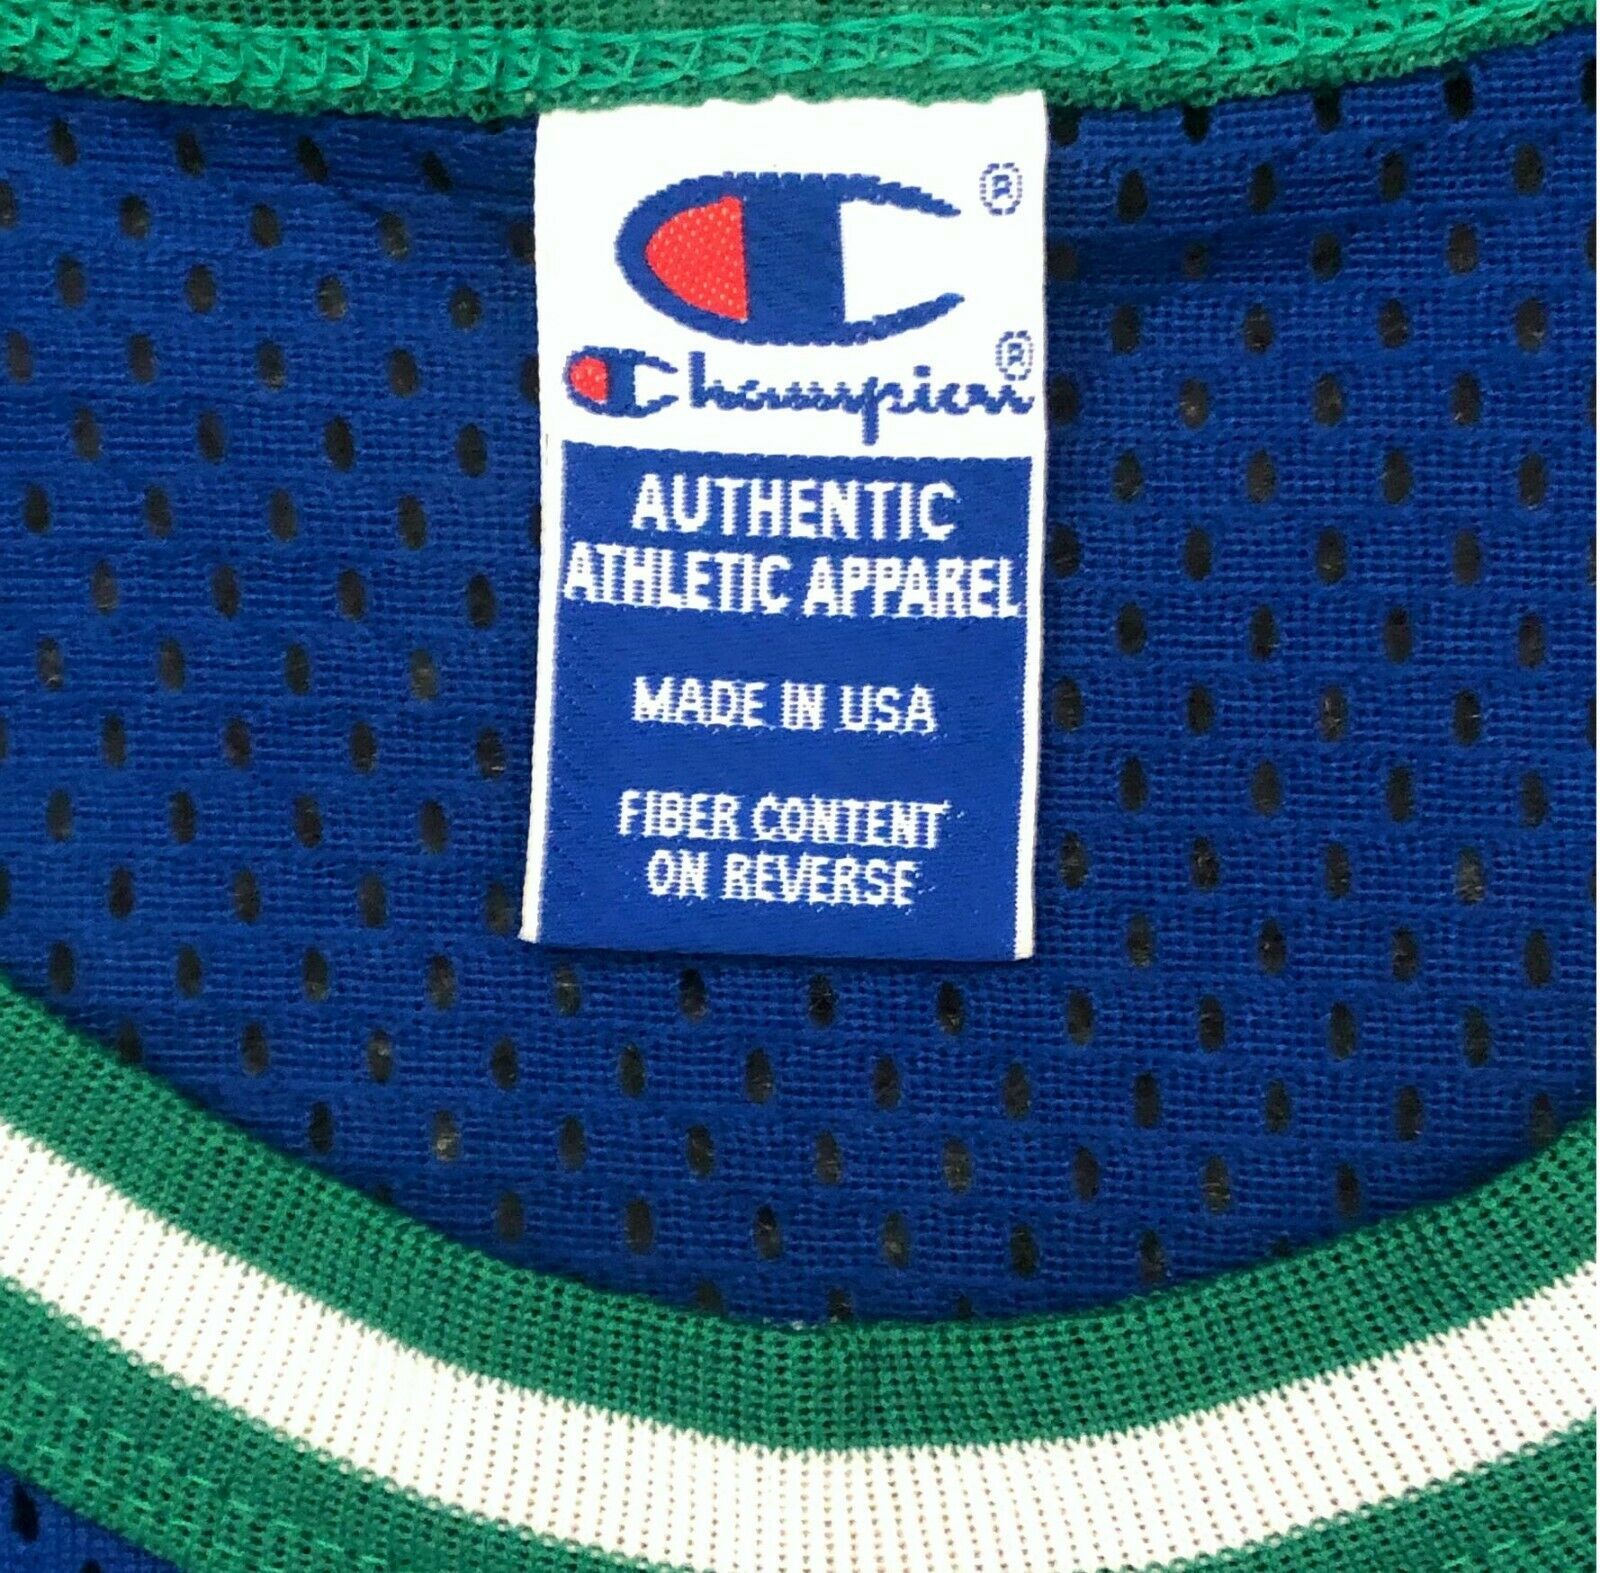 ®
Champion®
AUTHENTIC
ATHLETIC APPAREL
MADE IN USA
FIBER CONTENT
ON REVERSE